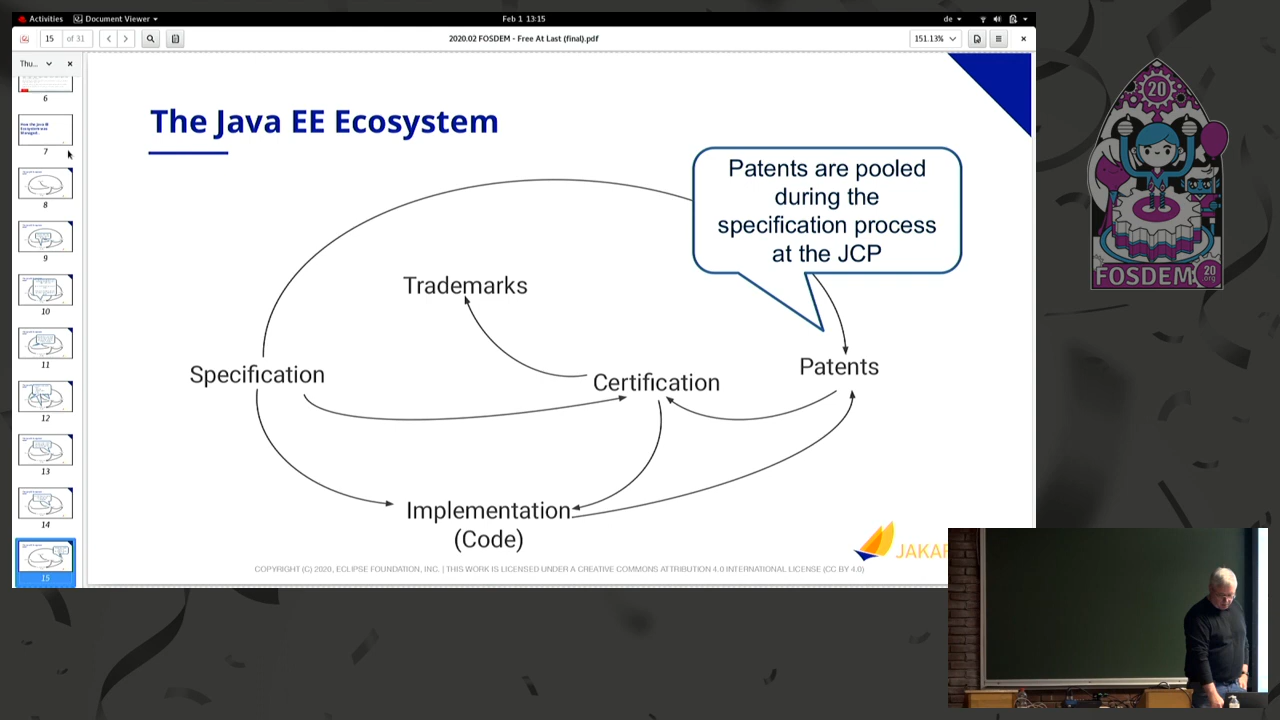 Activities
Document Viewer
Feb 1 13:15
de
15
of 31
2020.02 FOSDEM - Free At Last (final).pdf
151.13%
Thu...
6
7
8
9
10
11
12
13
14
15
The Java EE Ecosystem
Patents are pooled
during the
specification process
at the JCP
Trademarks
Specification
Certification
Patents
Implementation
(Code)
JAKAR
COPYRIGHT (C) 2020, ECLIPSE FOUNDATION, INC. | THIS WORK IS LICENSED UNDER A CREATIVE COMMONS ATTRIBUTION 4.0 INTERNATIONAL LICENSE (CC BY 4.0)
20
FOSDEM
20
.org